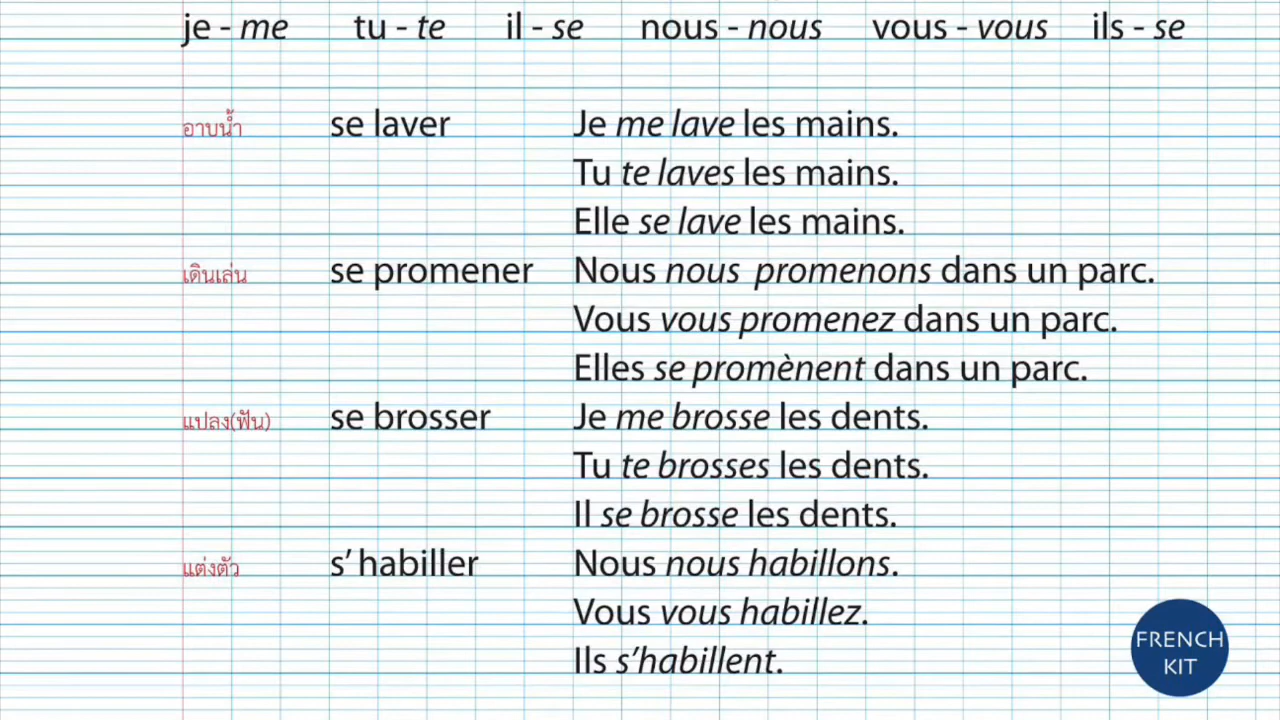 je - me tu - te il - se nous - nous vous - vous ils - se
อาบน้ำ se laver Je me lave les mains.
Tu te laves les mains.
Elle se lave les mains.
เดินเล่น se promener Nous nous promenons dans un parc.
Vous vous promenez dans un parc.
Elles se promènent dans un parc.
แปลง(ฟัน) se brosser Je me brosse les dents.
Tu te brosses les dents.
Il se brosse les dents.
แต่งตัว s' habiller Nous nous habillons.
Vous vous habillez.
Ils s'habillent.
FRENCH
KIT